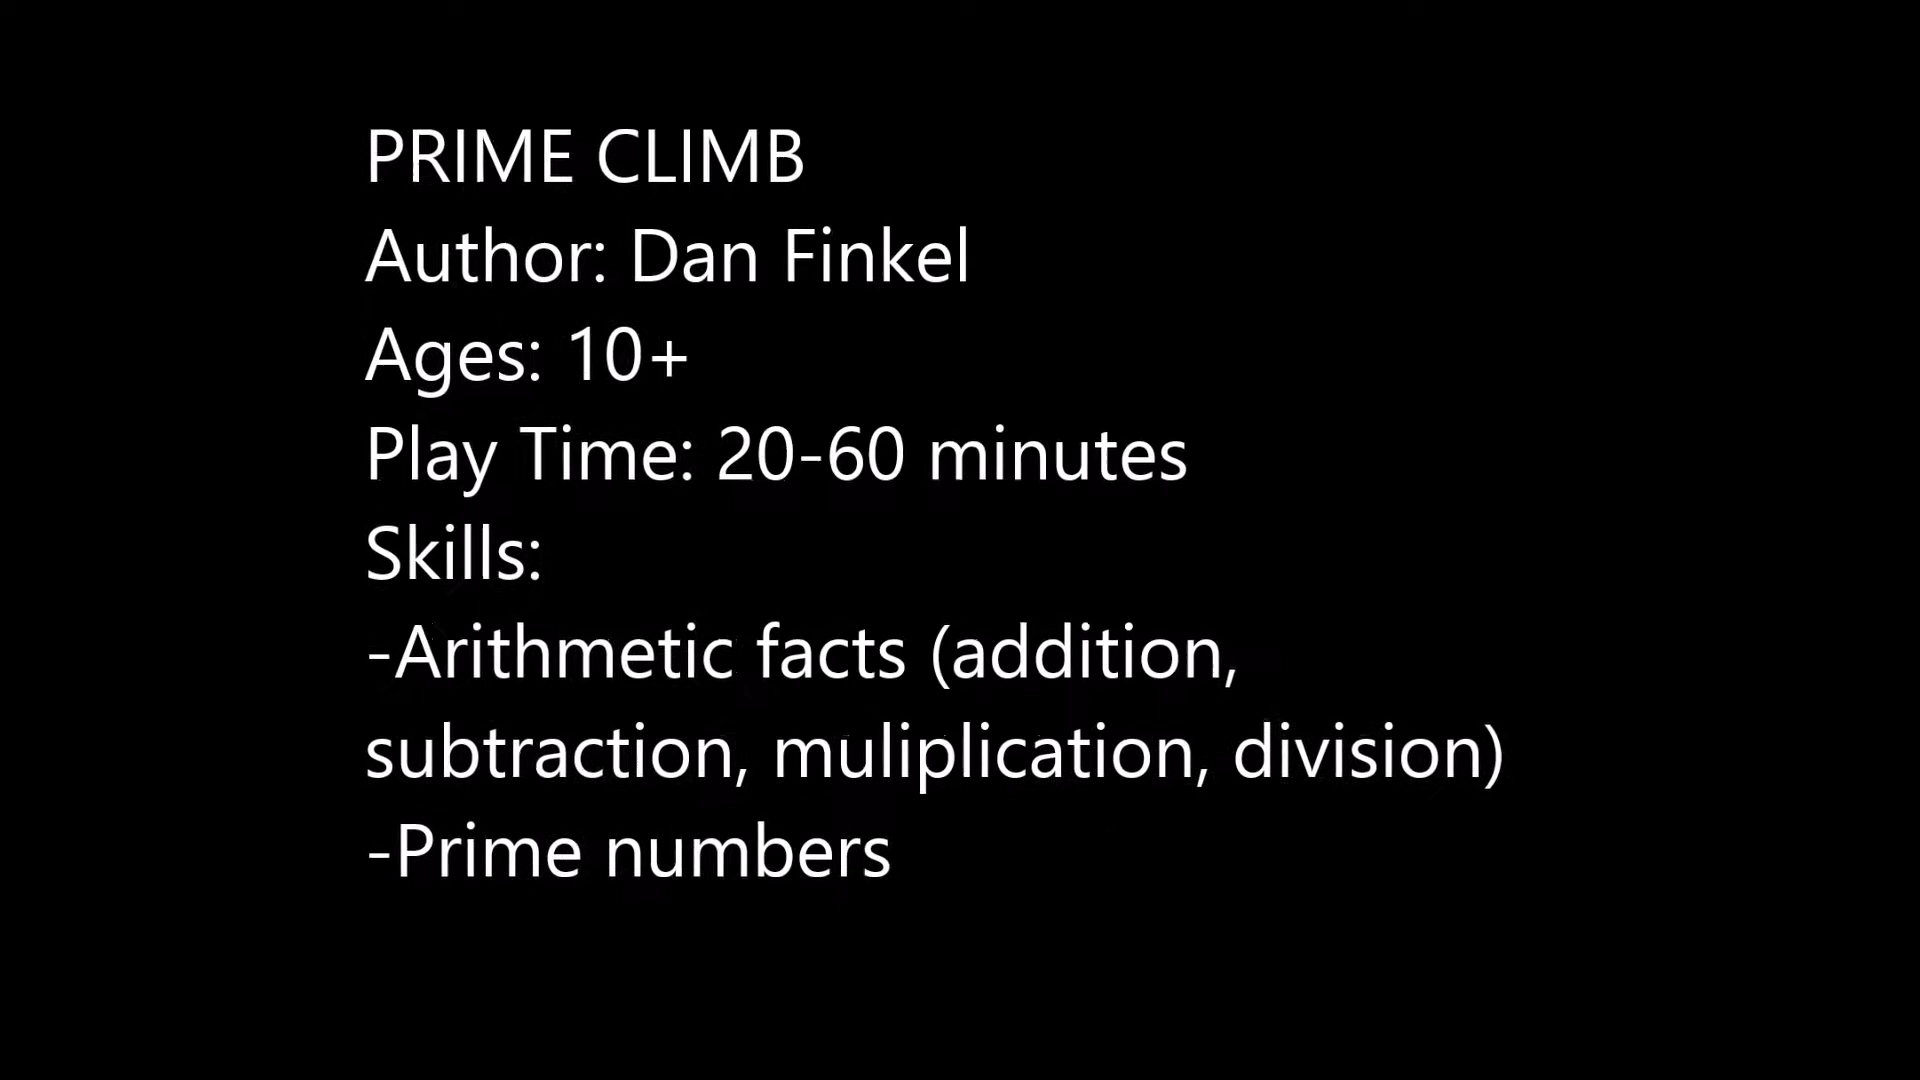 PRIME CLIMB
Author: Dan Finkel
Ages: 10+
Play Time: 20-60 minutes
Skills:
-Arithmetic facts (addition,
subtraction, muliplication, division)
-Prime numbers